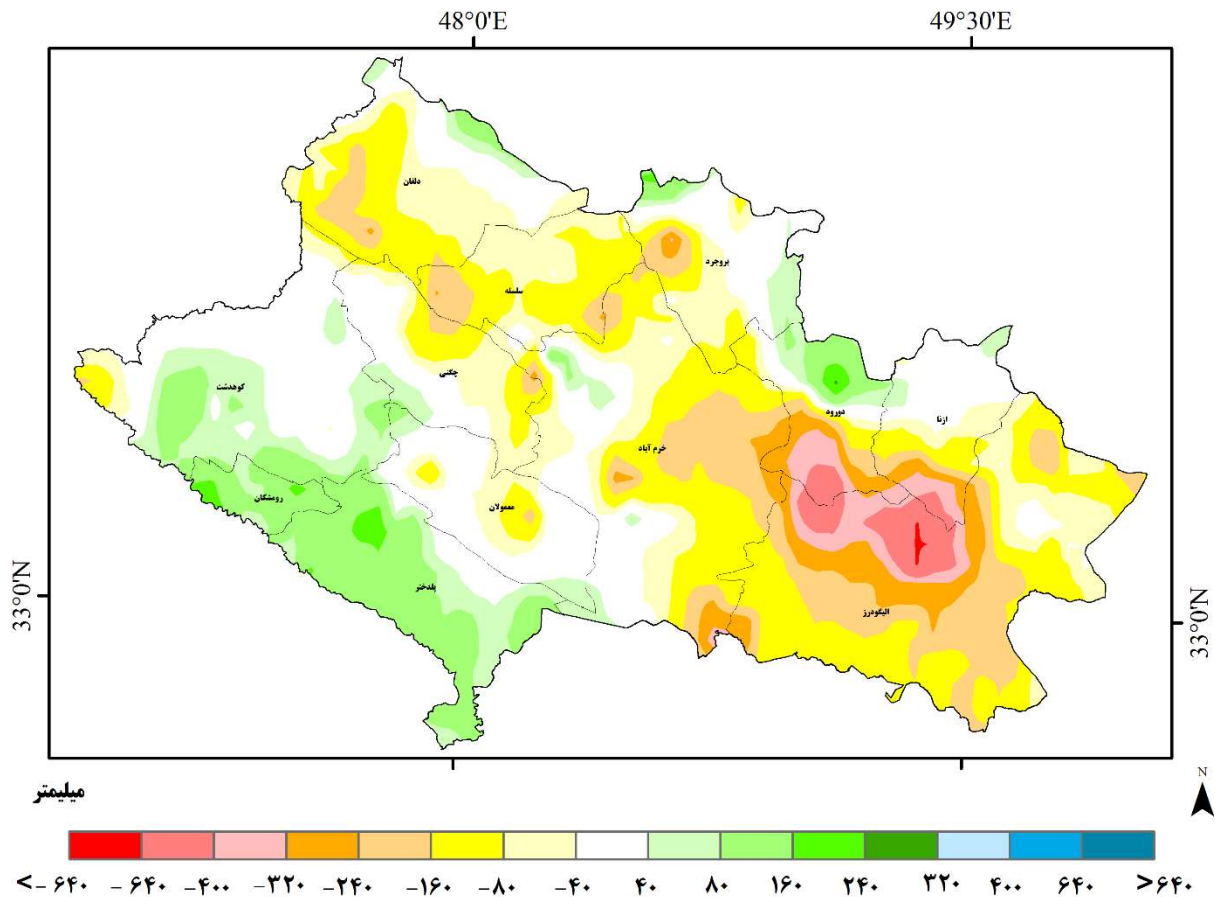 48°0'E
49°30'E
دلفان
بروجرد
سلسله
چگنی
کوهدشت
دورود
ازنا
خرم آباد
رومشکان
معمولان
پلدختر
الیگودرز
33°0'N
33°0'N
میلیمتر
N
<-۶۴۰ -۶۴۰ -۴۰۰ -۳۲۰ -۲۴۰ -۱۶۰ -۸۰ -۴۰ ۴۰ ۸۰ ۱۶۰ ۲۴۰ ۳۲۰ ۴۰۰ ۶۴۰ >۶۴۰